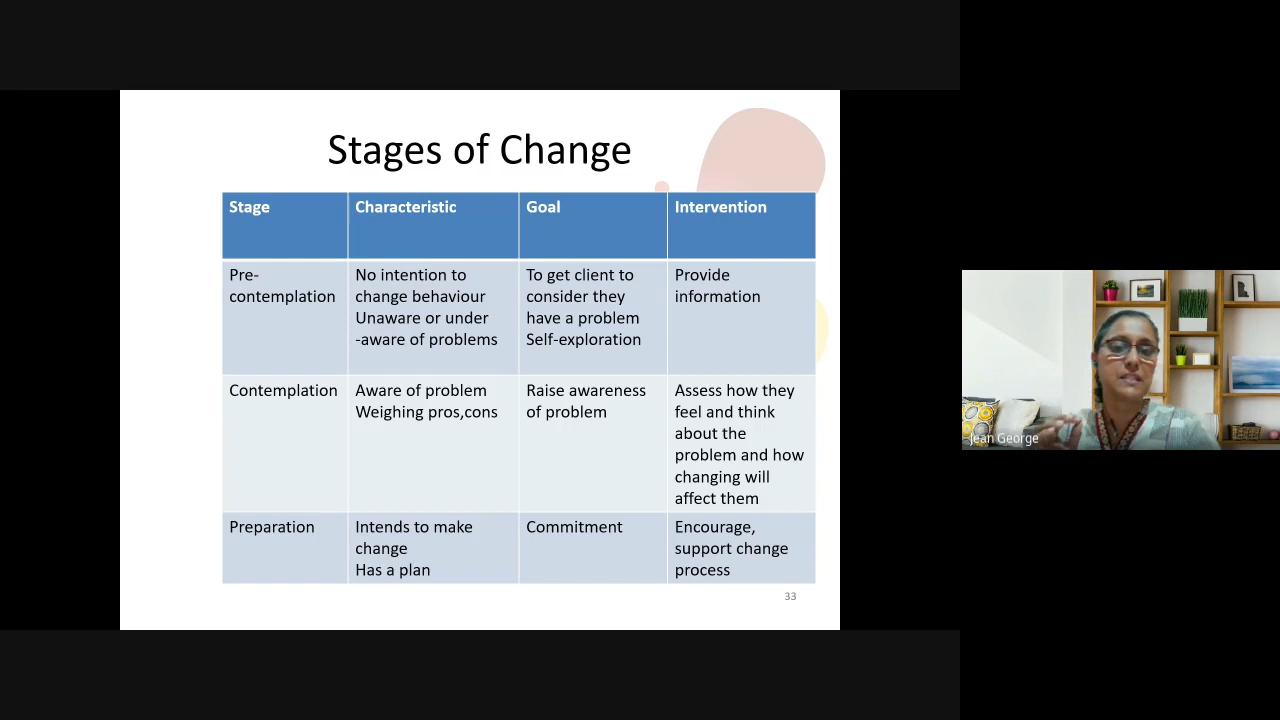 Stages of Change
Stage
Characteristic
Goal
Intervention
Pre-
contemplation
No intention to
change behaviour
Unaware or under
-aware of problems
To get client to
consider they
have a problem
Self-exploration
Provide
information
Contemplation
Aware of problem
Weighing pros,cons
Raise awareness
of problem
Assess how they
feel and think
about the
problem and how
changing will
affect them
Preparation
Intends to make
change
Has a plan
Commitment
Encourage,
support change
process
33
Jean George